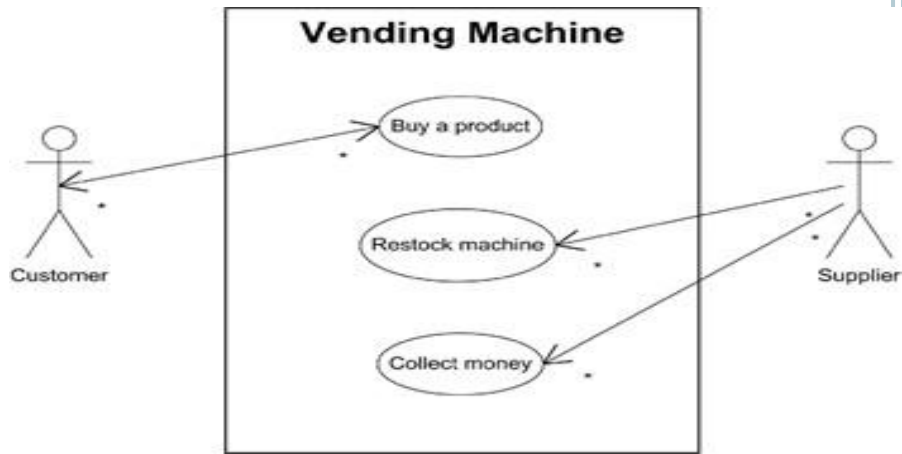 Vending Machine
Buy a product
*
*
Restock machine
*
*
*
Customer
Supplier
Collect money
*